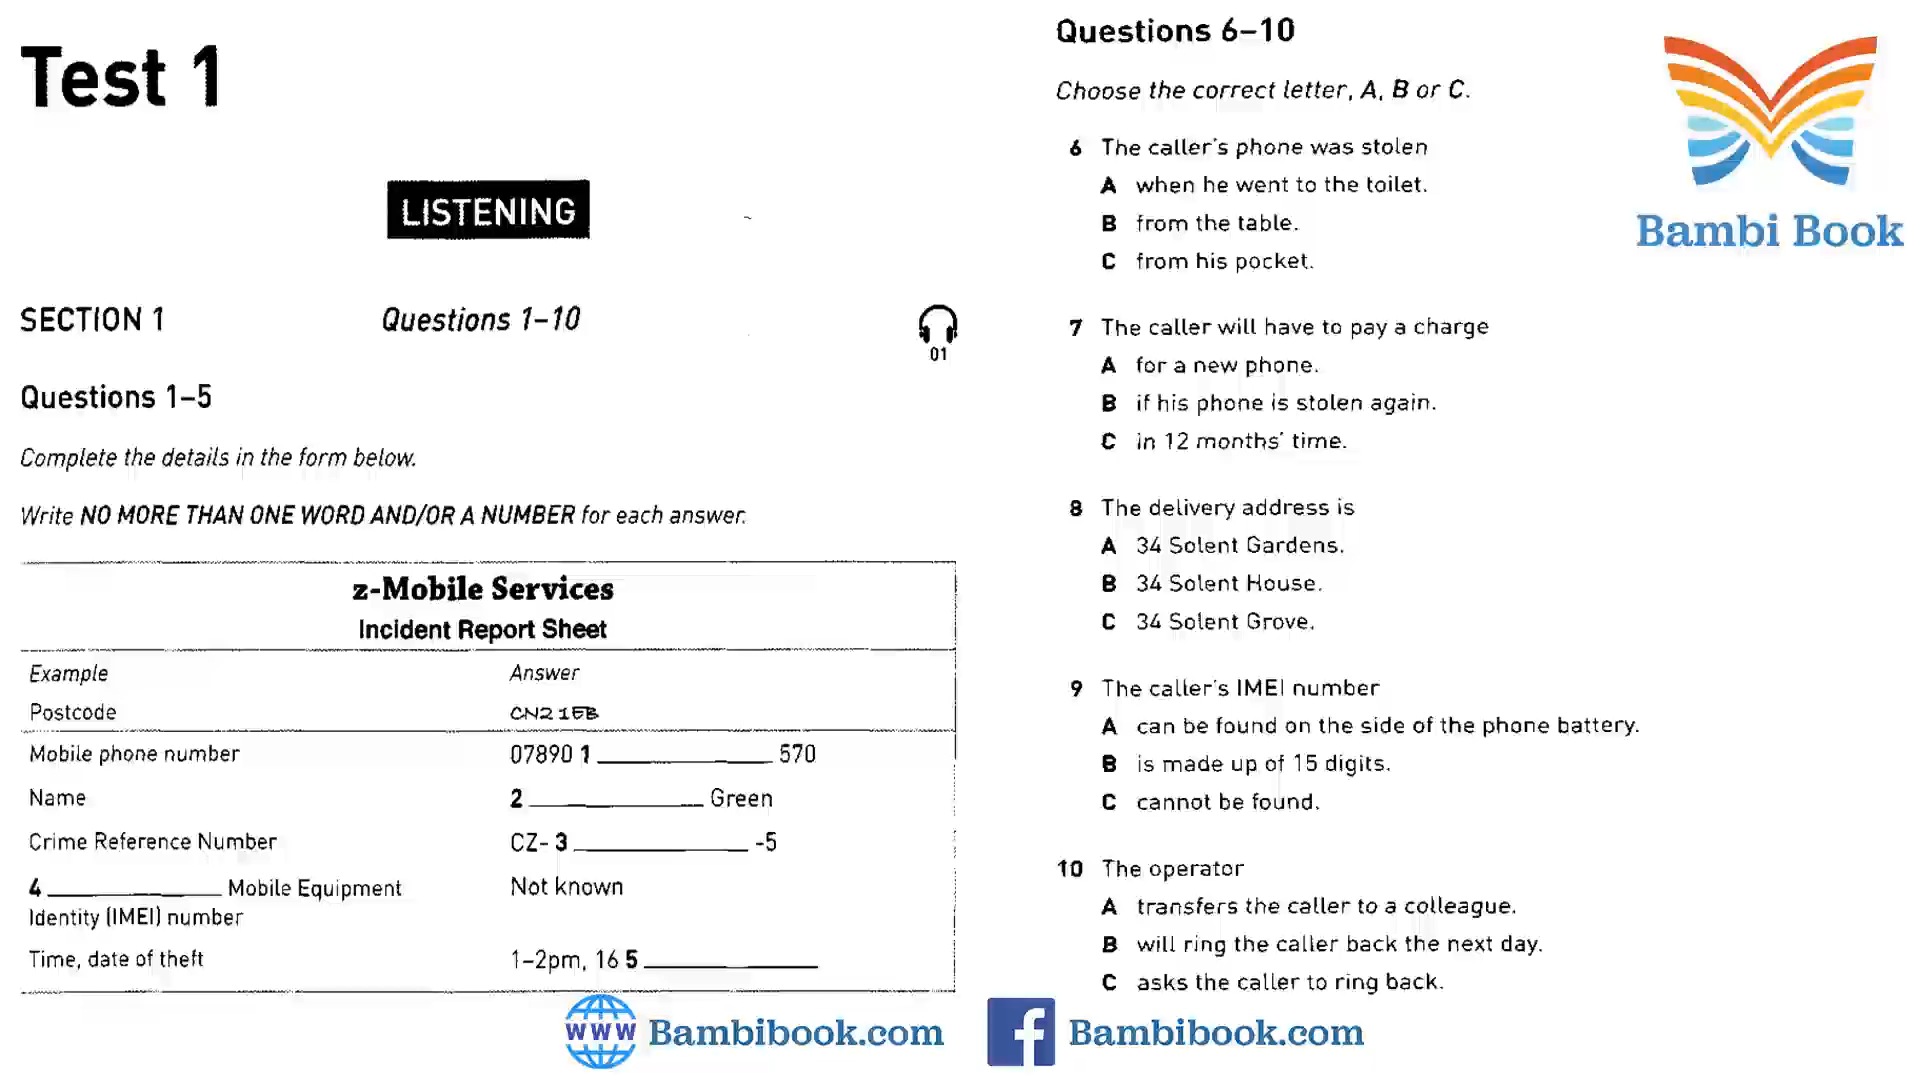 Test 1
LISTENING
SECTION 1 Questions 1–10
01
Questions 1–5
Complete the details in the form below.
Write NO MORE THAN ONE WORD AND/OR A NUMBER for each answer.
z-Mobile Services
Incident Report Sheet
Example Answer
Postcode CN2 1EB
Mobile phone number 07890 1 ____________ 570
Name 2 ____________ Green
Crime Reference Number CZ- 3 ____________ -5
4 ____________ Mobile Equipment Not known
Identity (IMEI) number
Time, date of theft 1–2pm, 16 5 ____________
Questions 6–10
Choose the correct letter, A, B or C.
6 The caller's phone was stolen
A when he went to the toilet.
B from the table.
C from his pocket.
7 The caller will have to pay a charge
A for a new phone.
B if his phone is stolen again.
C in 12 months' time.
8 The delivery address is
A 34 Solent Gardens.
B 34 Solent House.
C 34 Solent Grove.
9 The caller's IMEI number
A can be found on the side of the phone battery.
B is made up of 15 digits.
C cannot be found.
10 The operator
A transfers the caller to a colleague.
B will ring the caller back the next day.
C asks the caller to ring back.
Bambi Book
www Bambibook.com
f Bambibook.com